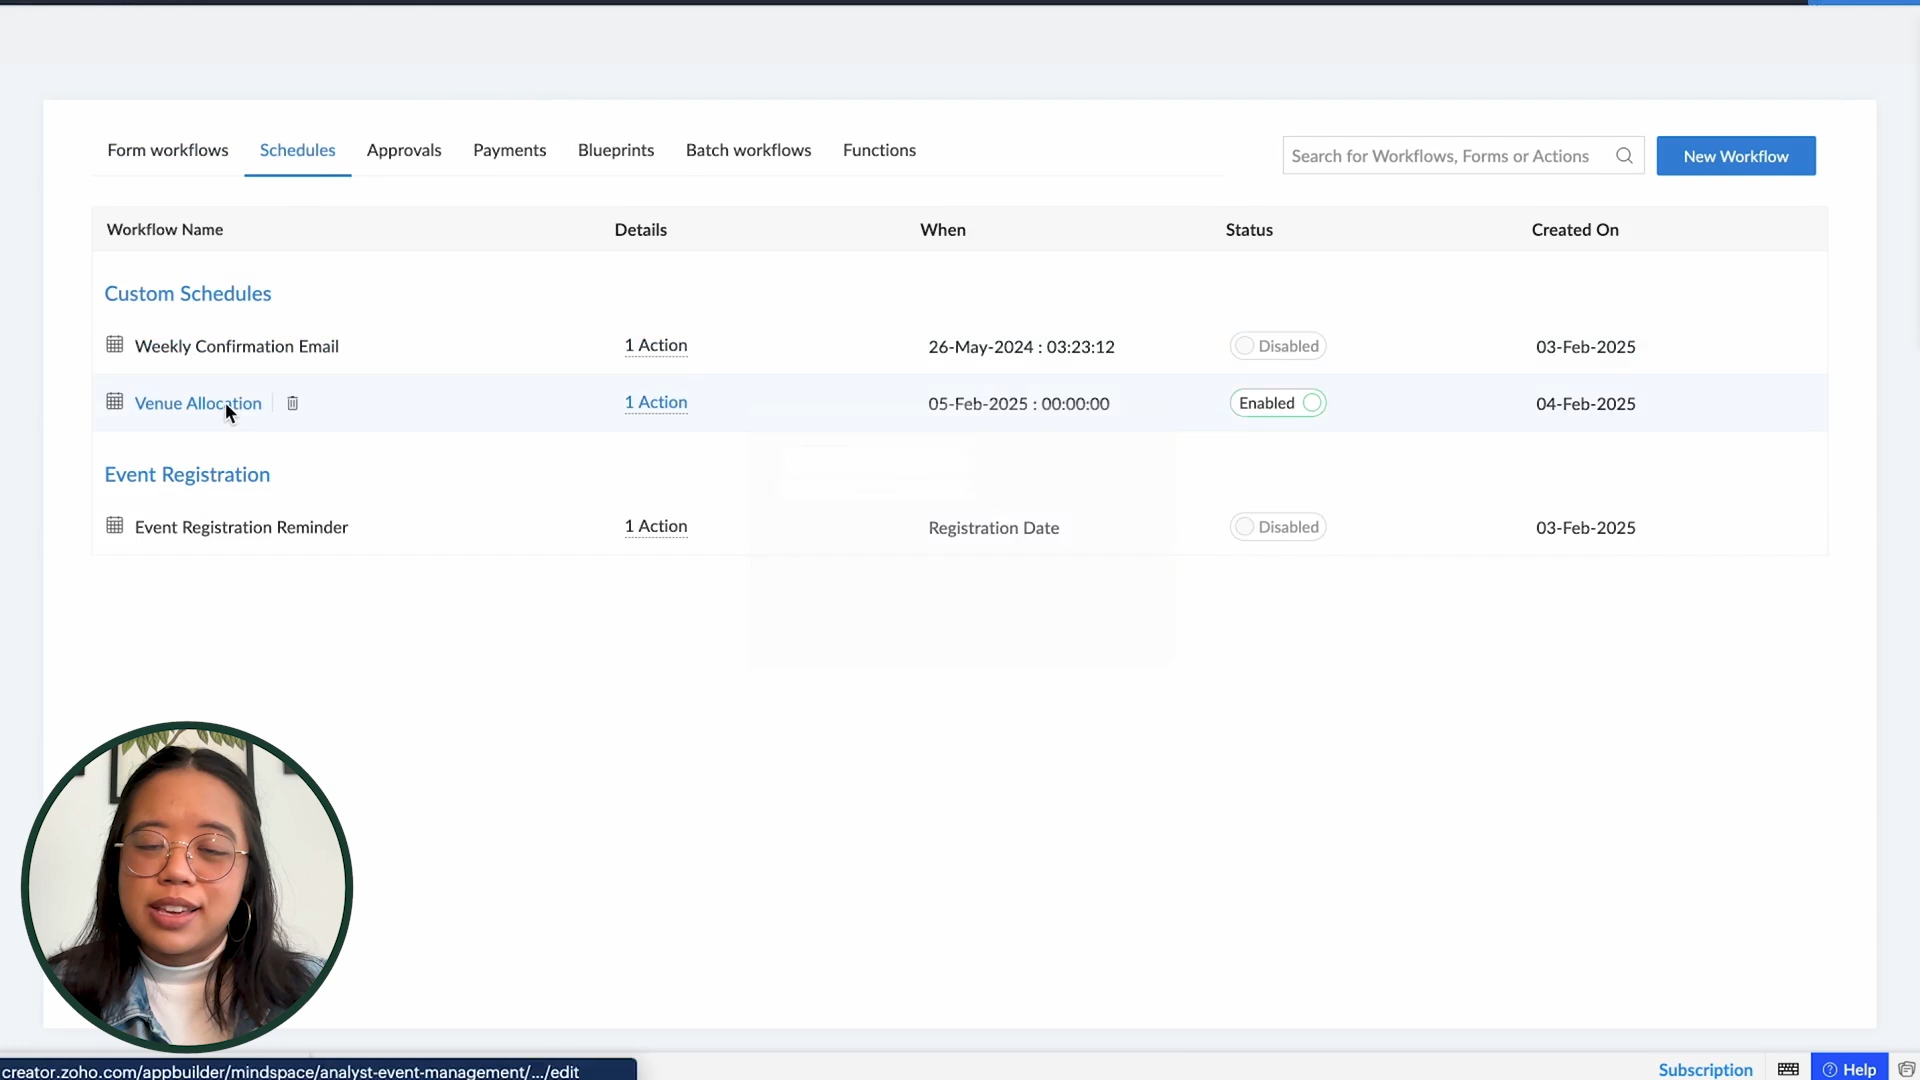 Form workflows Schedules Approvals Payments Blueprints Batch workflows Functions Search for Workflows, Forms or Actions New Workflow
Workflow Name Details When Status Created On
Custom Schedules
Weekly Confirmation Email 1 Action 26-May-2024 : 03:23:12 Disabled 03-Feb-2025
Venue Allocation 1 Action 05-Feb-2025 : 00:00:00 Enabled 04-Feb-2025
Event Registration
Event Registration Reminder 1 Action Registration Date Disabled 03-Feb-2025
creator.zoho.com/appbuilder/mindspace/analyst-event-management/.../edit Subscription Help